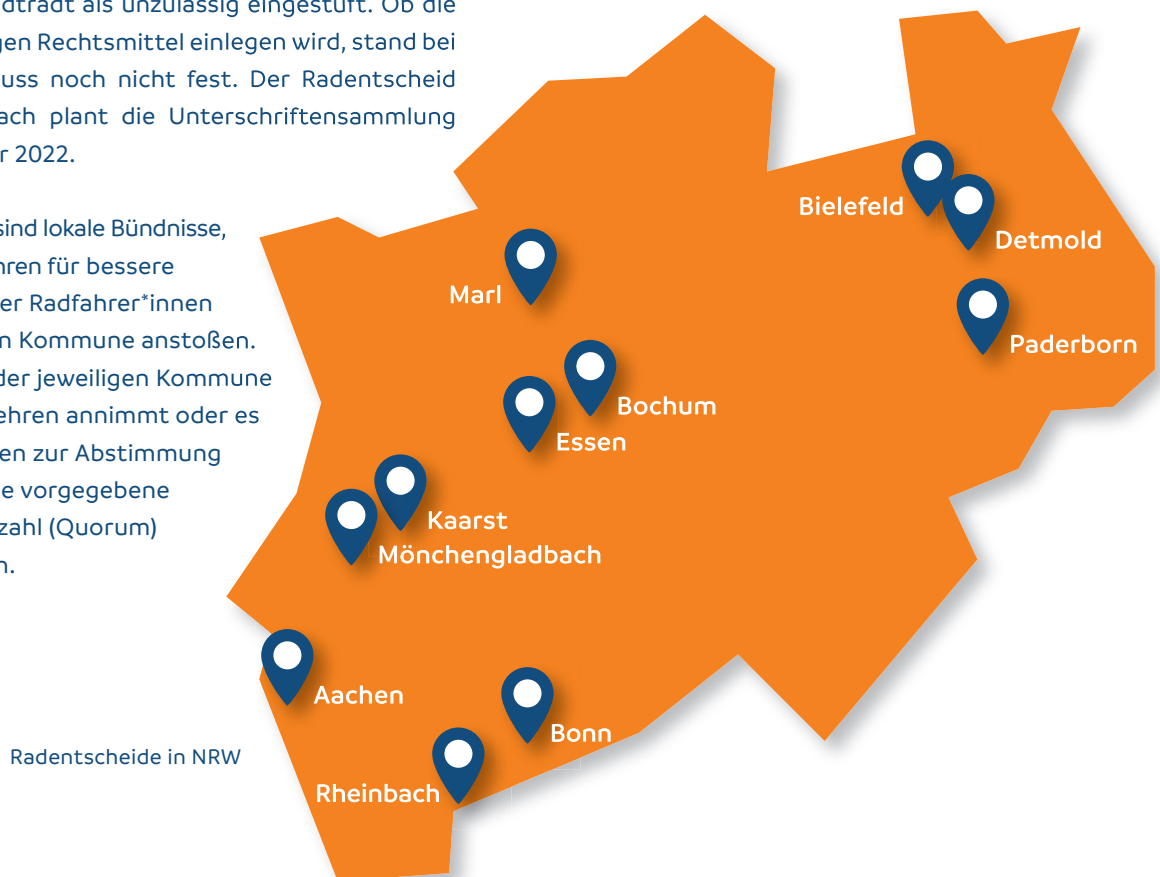 dtradt als unzulässig eingestuft. Ob die
gen Rechtsmittel einlegen wird, stand bei
uss noch nicht fest. Der Radentscheid
ach plant die Unterschriftensammlung
r 2022.
sind lokale Bündnisse,
hren für bessere
er Radfahrer*innen
n Kommune anstoßen.
der jeweiligen Kommune
ehren annimmt oder es
en zur Abstimmung
e vorgegebene
zahl (Quorum)
n.
Bielefeld
Detmold
Marl
Paderborn
Bochum
Essen
Kaarst
Mönchengladbach
Aachen
Bonn
Radentscheide in NRW
Rheinbach